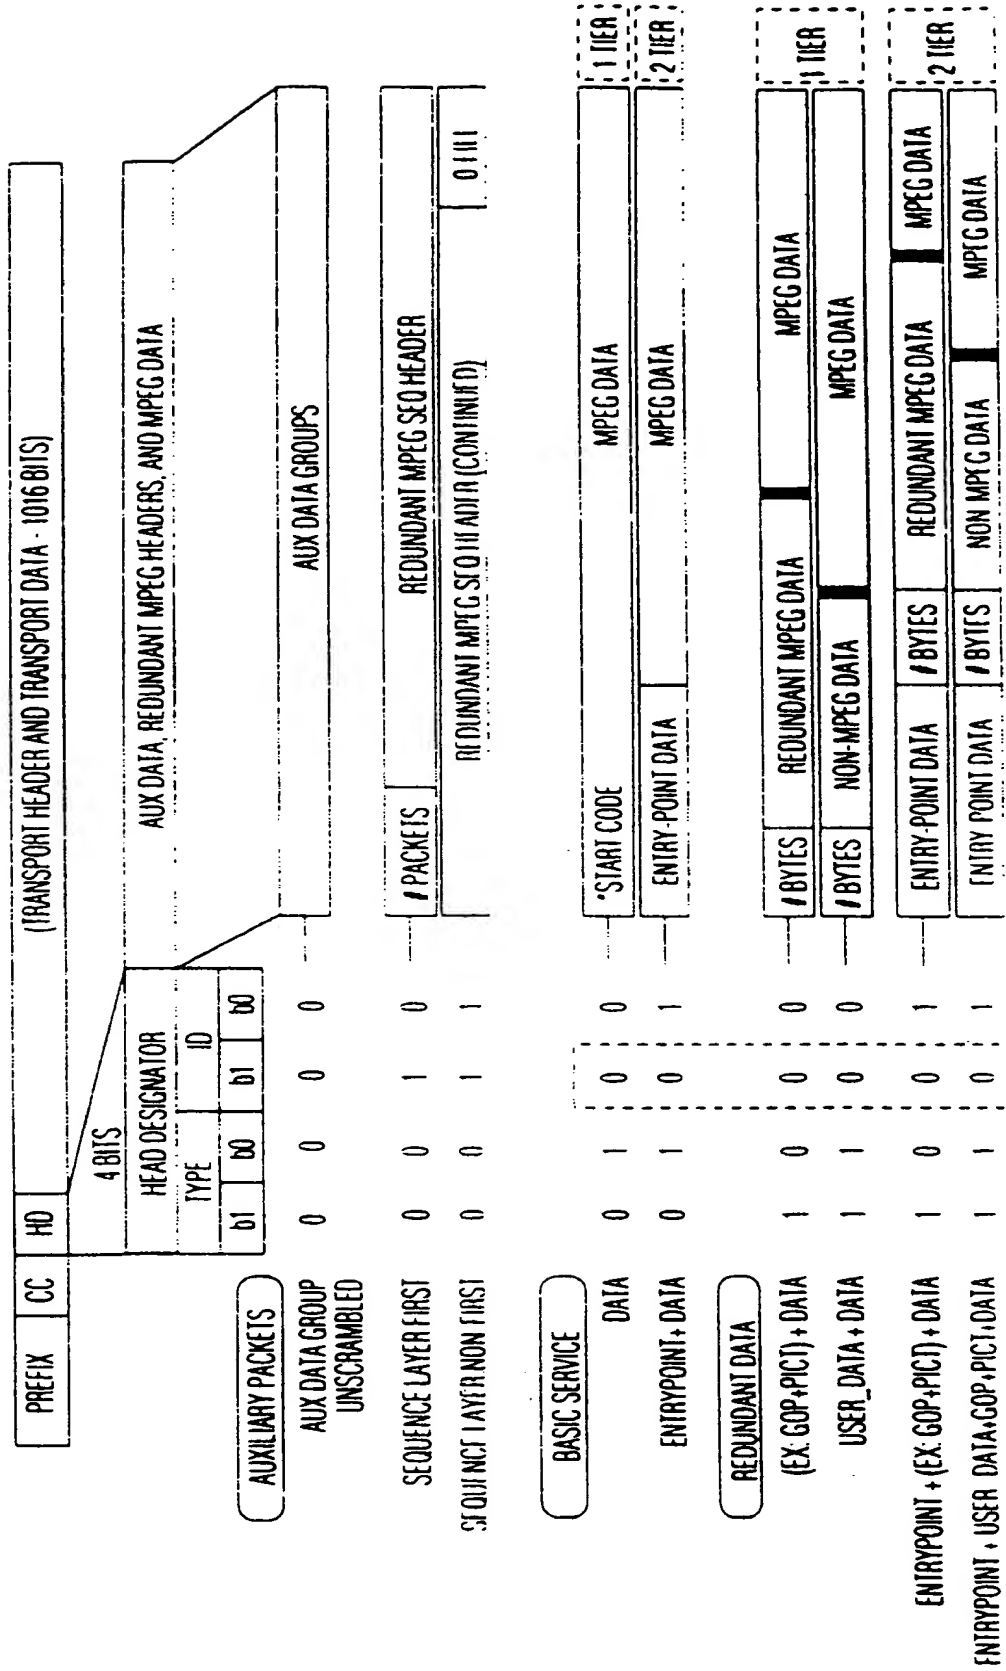 PREFIX CC HD (TRANSPORT HEADER AND TRANSPORT DATA - 1016 BITS)
4 BITS
HEAD DESIGNATOR AUX DATA, REDUNDANT MPEG HEADERS, AND MPEG DATA
TYPE ID
b1 b0 b1 b0
AUXILIARY PACKETS
AUX DATA GROUP 0 0 0 0 AUX DATA GROUPS
UNSCRAMBLED
SEQUENCE LAYER FIRST 0 0 1 0 # PACKETS REDUNDANT MPEG SEQ HEADER
SEQUENCE LAYER NON FIRST 0 0 1 1 REDUNDANT MPEG SEQ HEADER (CONTINUED)
BASIC SERVICE
DATA 0 1 0 0 *START CODE MPEG DATA 1 TIER
ENTRYPOINT+ DATA 0 1 0 1 ENTRY-POINT DATA MPEG DATA 2 TIER
REDUNDANT DATA
(EX: GOP+PICT) + DATA 1 0 0 0 # BYTES REDUNDANT MPEG DATA MPEG DATA 1 TIER
USER_DATA + DATA 1 1 0 0 # BYTES NON-MPEG DATA MPEG DATA
ENTRYPOINT + (EX: GOP+PICT) + DATA 1 0 0 1 ENTRY-POINT DATA # BYTES REDUNDANT MPEG DATA MPEG DATA 2 TIER
ENTRYPOINT + USER DATA+GOP+PICT+DATA 1 1 0 1 ENTRY POINT DATA # BYTES NON MPEG DATA MPEG DATA